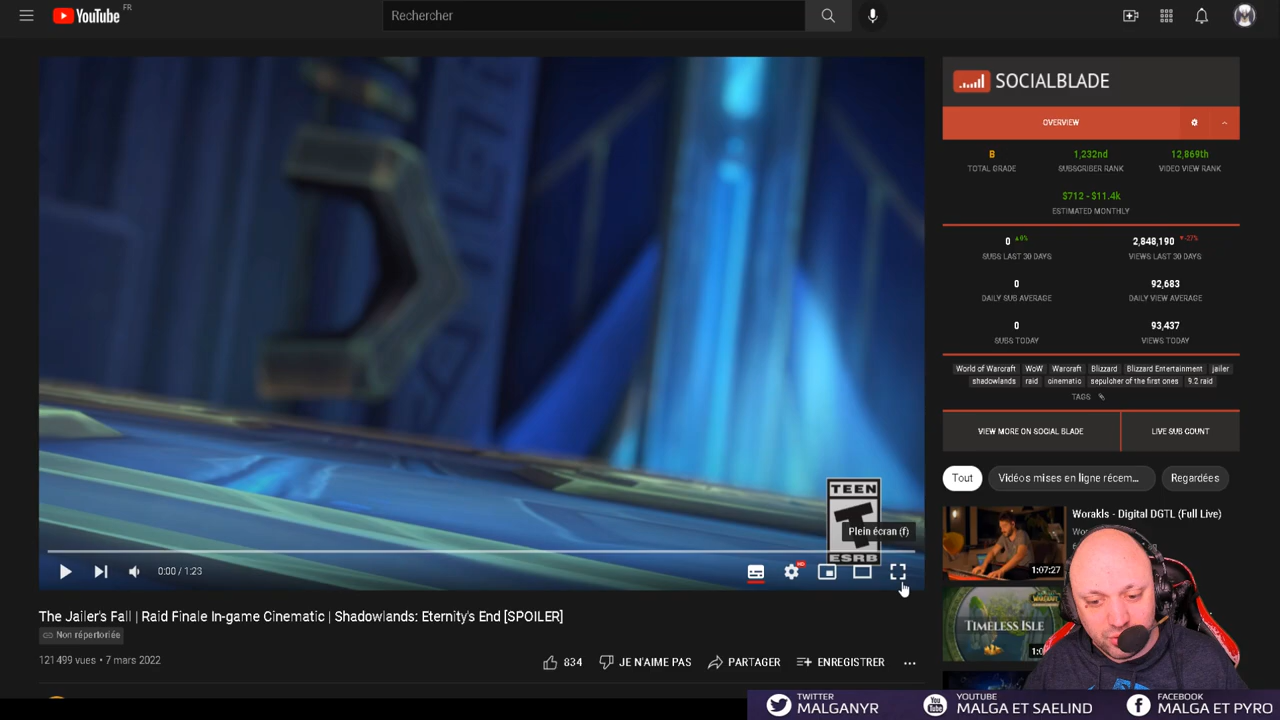 YouTube FR
Rechercher
TEEN
T
ESRB
Plein écran (f)
0:00 / 1:23
HD
The Jailer's Fall | Raid Finale In-game Cinematic | Shadowlands: Eternity's End [SPOILER]
Non répertoriée
121 499 vues • 7 mars 2022
834
JE N'AIME PAS
PARTAGER
ENREGISTRER
SOCIALBLADE
OVERVIEW
B
1,232nd
12,869th
TOTAL GRADE
SUBSCRIBER RANK
VIDEO VIEW RANK
$712 - $11.4k
ESTIMATED MONTHLY
0
2,848,190
-27%
SUBS LAST 30 DAYS
VIEWS LAST 30 DAYS
0
92,683
DAILY SUB AVERAGE
DAILY VIEW AVERAGE
0
93,437
SUBS TODAY
VIEWS TODAY
World of Warcraft WoW Warcraft Blizzard Blizzard Entertainment jailer
shadowlands raid cinematic sepulcher of the first ones 9.2 raid
TAGS
VIEW MORE ON SOCIAL BLADE
LIVE SUB COUNT
Tout
Vidéos mises en ligne récem...
Regardées
Worakls - Digital DGTL (Full Live)
1:07:27
TIMELESS ISLE
TWITTER
MALGANYR
YOUTUBE
MALGA ET SAELIND
FACEBOOK
MALGA ET PYRO